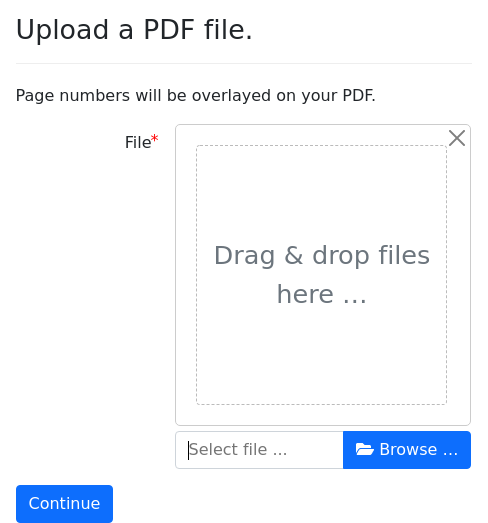 Upload a PDF file.
Page numbers will be overlayed on your PDF.
File*
Drag & drop files
here …
Select file ...
Browse …
Continue